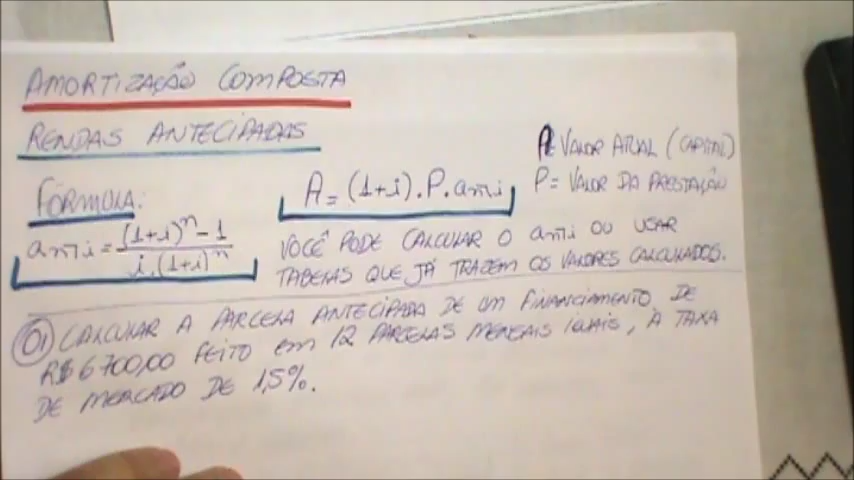 AMORTIZAÇÃO COMPOSTA
RENDAS ANTECIPADAS
FÓRMULA:
an¬i = (1+i)^n - 1 / i.(1+i)^n
A = (1+i).P.an¬i
A = VALOR ATUAL (CAPITAL)
P = VALOR DA PRESTAÇÃO
VOCÊ PODE CALCULAR O an¬i OU USAR
TABELAS QUE JÁ TRAZEM OS VALORES CALCULADOS.
01 CALCULAR A PARCELA ANTECIPADA DE UM FINANCIAMENTO DE
R$6700,00 FEITO EM 12 PARCELAS MENSAIS IGUAIS, À TAXA
DE MERCADO DE 1,5%.